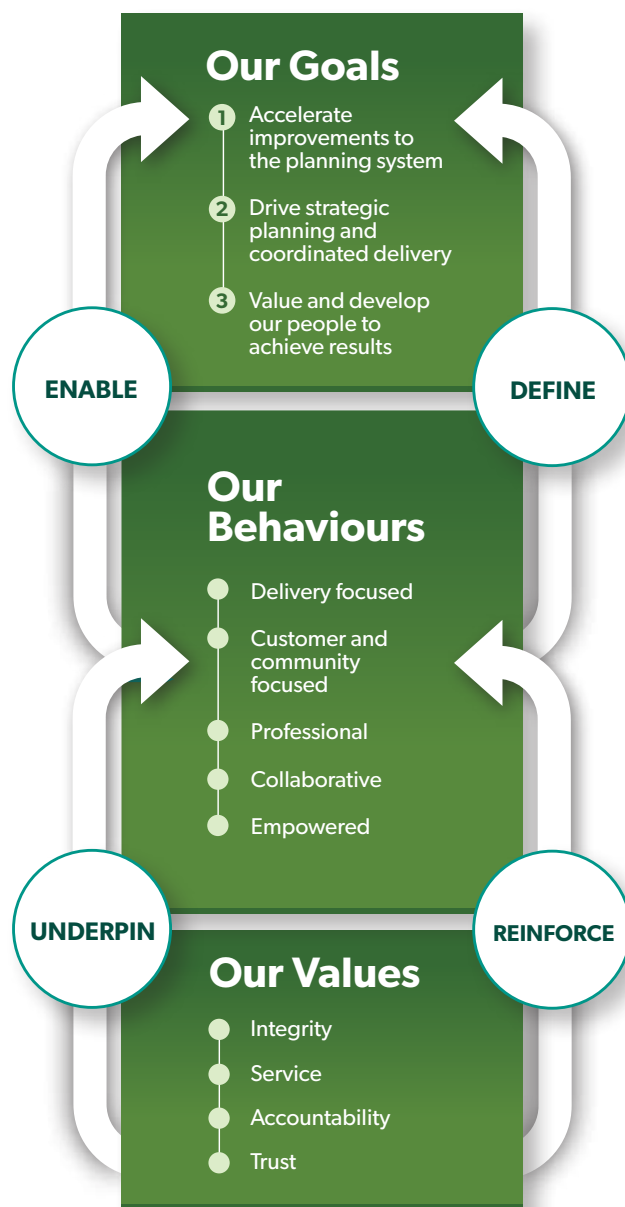 Our Goals
1 Accelerate
improvements to
the planning system
2 Drive strategic
planning and
coordinated delivery
3 Value and develop
our people to
achieve results
ENABLE
DEFINE
Our
Behaviours
Delivery focused
Customer and
community
focused
Professional
Collaborative
Empowered
UNDERPIN
REINFORCE
Our Values
Integrity
Service
Accountability
Trust